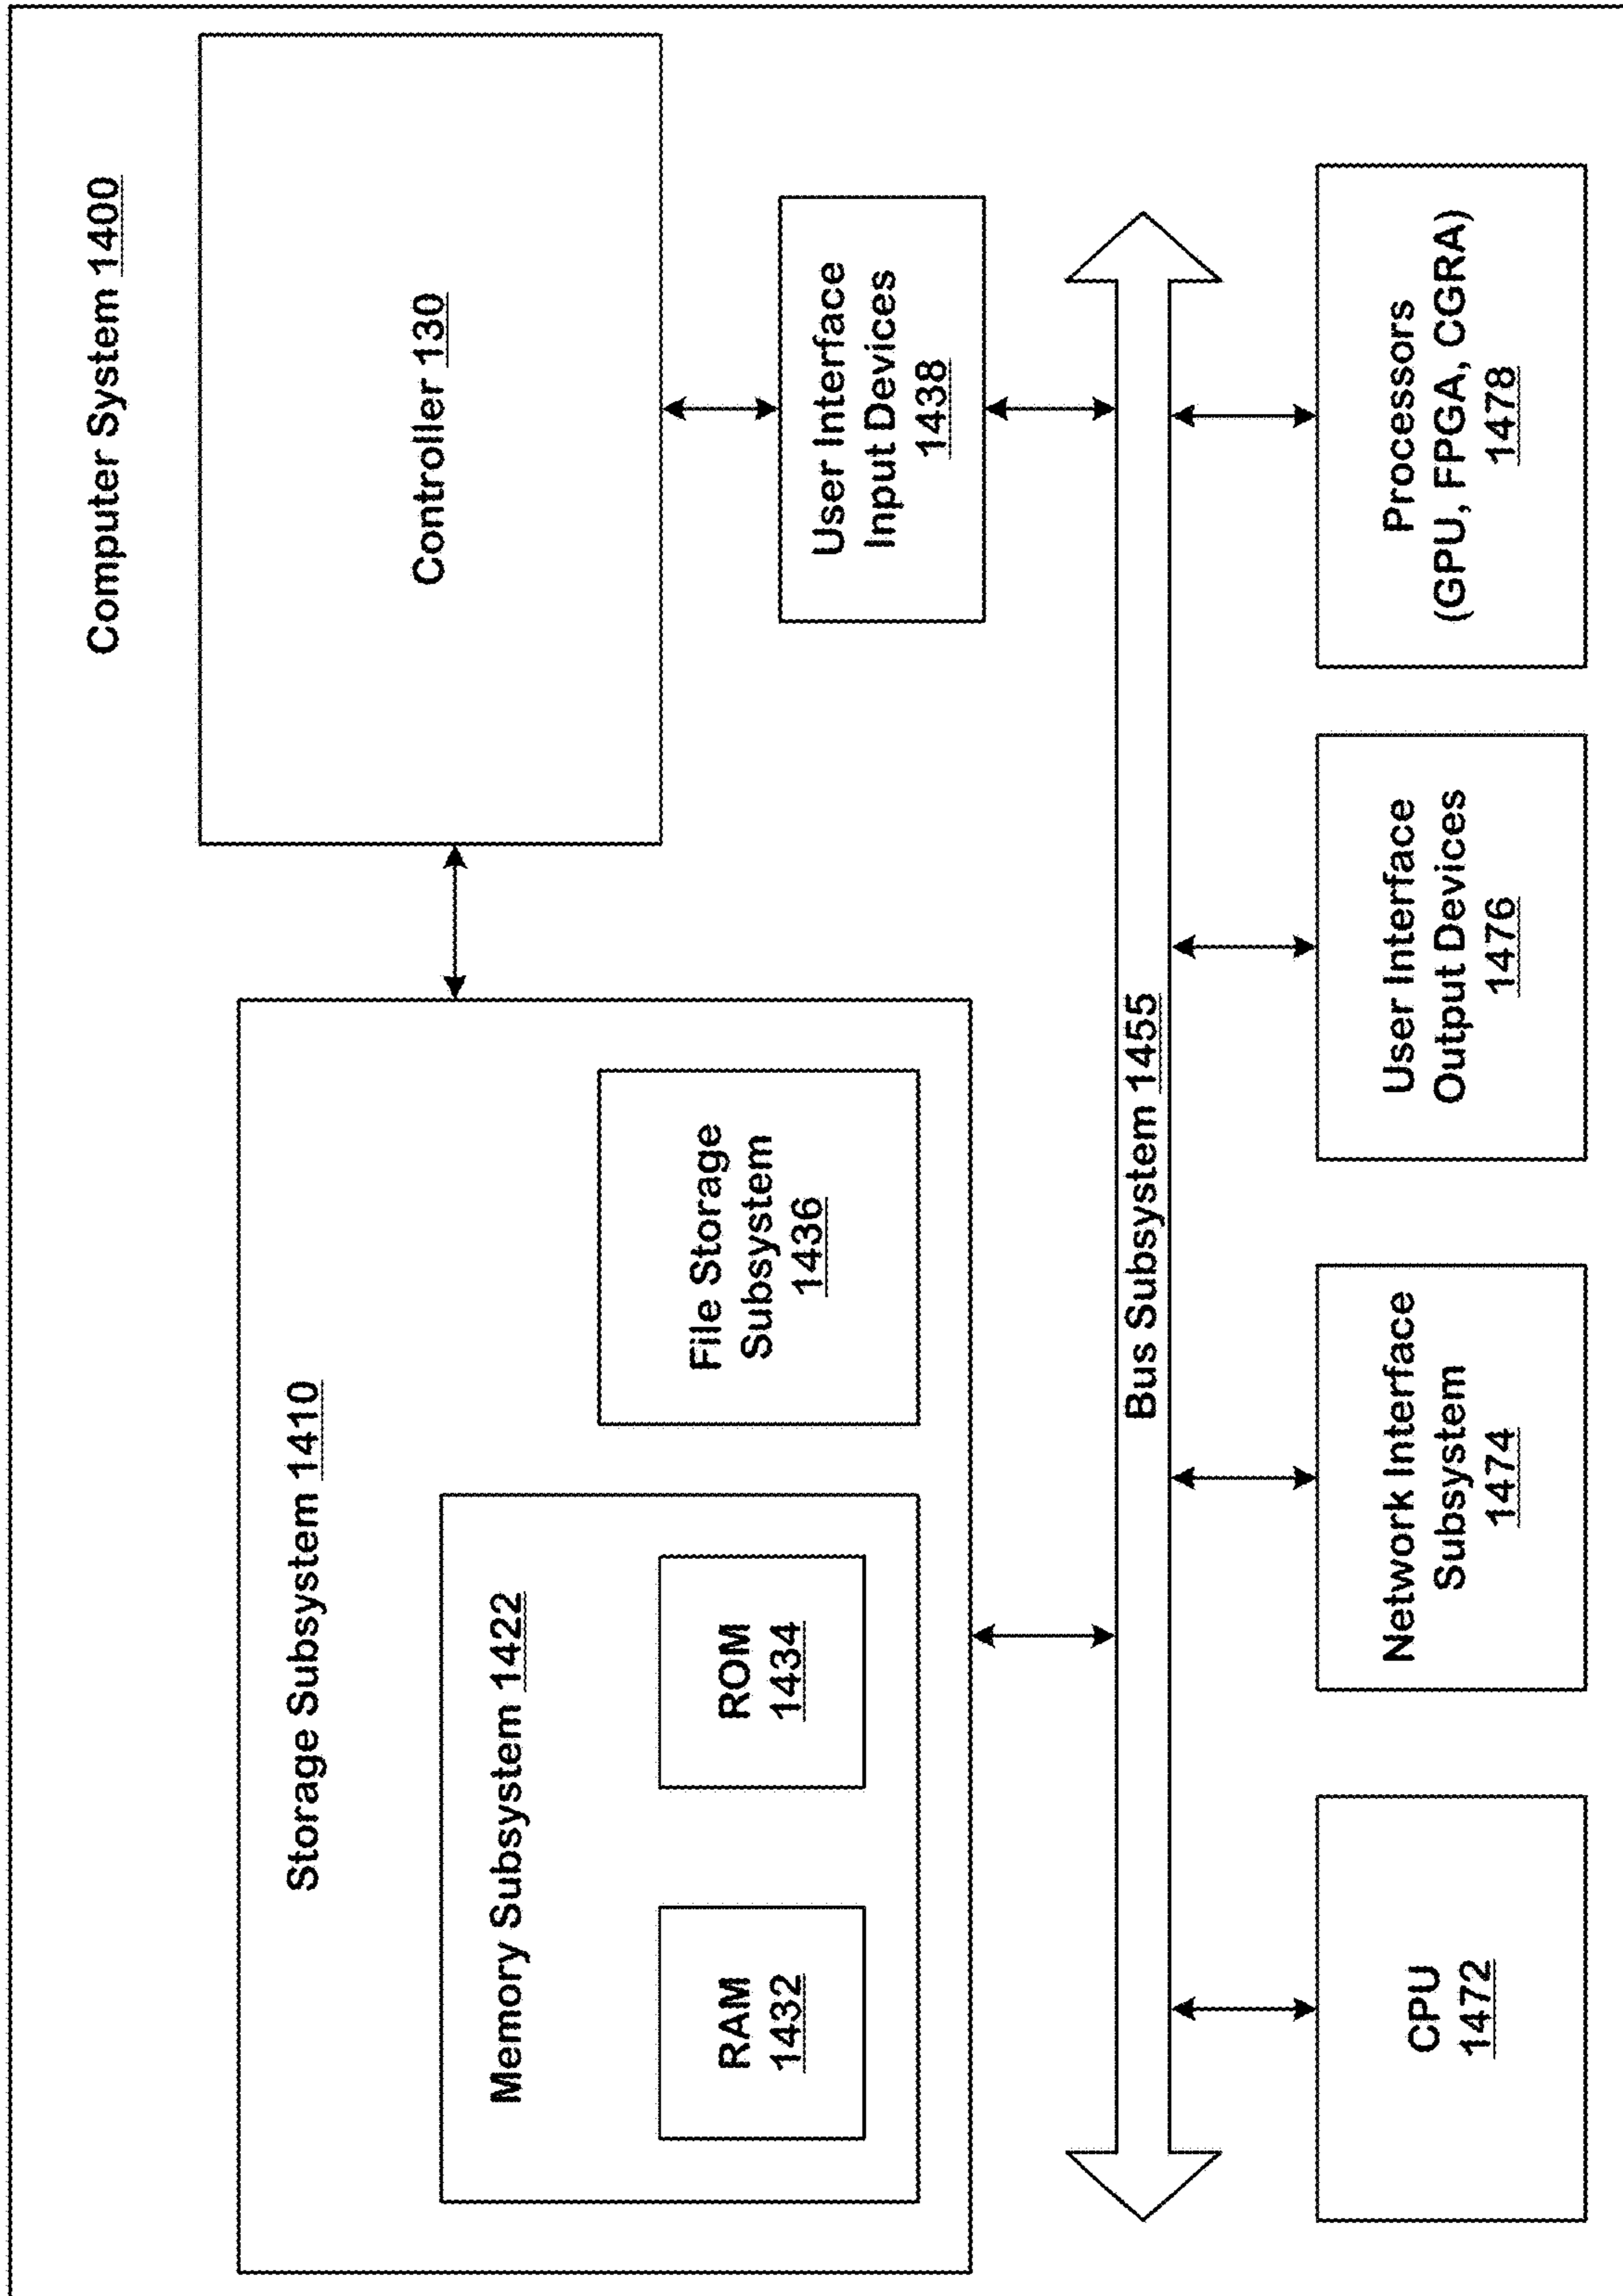 Computer System 1400
Storage Subsystem 1410
Controller 130
Memory Subsystem 1422
RAM
1432
ROM
1434
File Storage
Subsystem
1436
User Interface
Input Devices
1438
Bus Subsystem 1455
CPU
1472
Network Interface
Subsystem
1474
User Interface
Output Devices
1476
Processors
(GPU, FPGA, CGRA)
1478